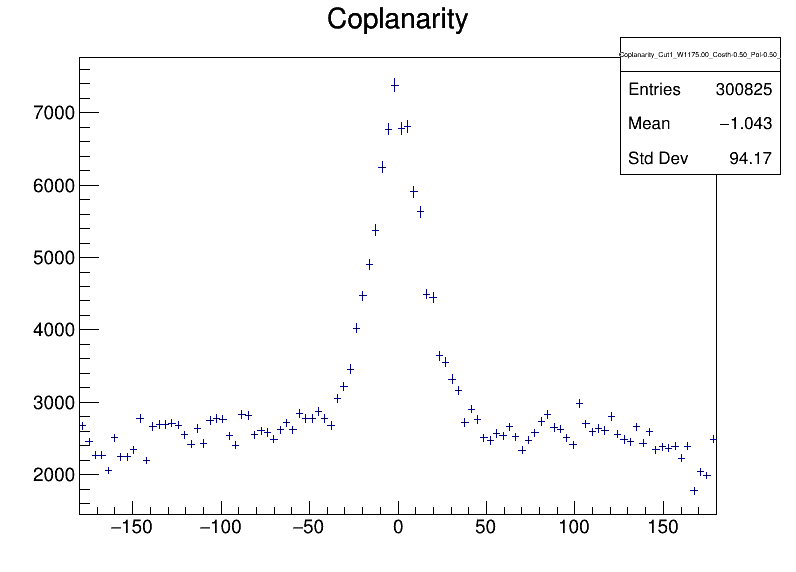 Coplanarity
Coplanarity_Cut1_W1175.00_Costh-0.50_Pol-0.50_
Entries 300825
Mean −1.043
Std Dev 94.17
7000
6000
5000
4000
3000
2000
−150 −100 −50 0 50 100 150